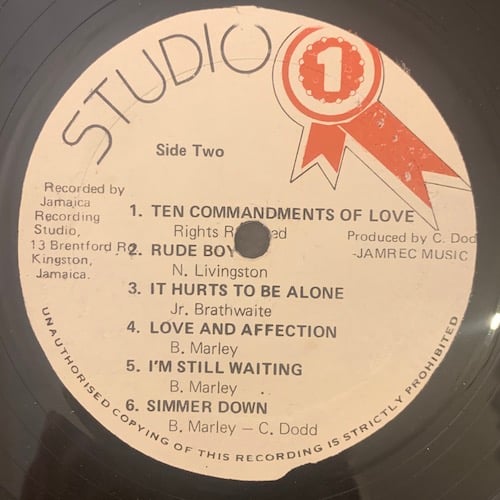 STUDIO 1
Side Two
Recorded by
Jamaica
Recording
Studio,
13 Brentford Rd
Kingston,
Jamaica.
1. TEN COMMANDMENTS OF LOVE
Rights
2. RUDE BOY
N. Livingston
3. IT HURTS TO BE ALONE
Jr. Brathwaite
4. LOVE AND AFFECTION
B. Marley
5. I'M STILL WAITING
B. Marley
6. SIMMER DOWN
B. Marley – C. Dodd
Produced by C. Dodd
-JAMREC MUSIC
UNAUTHORISED COPYING OF THIS RECORDING IS STRICTLY PROHIBITED